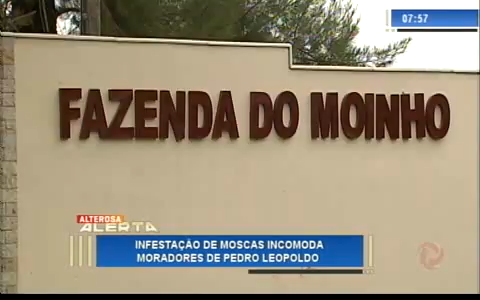 07:57
FAZENDA DO MOINHO
ALTEROSA
ALERTA
INFESTAÇÃO DE MOSCAS INCOMODA
MORADORES DE PEDRO LEOPOLDO